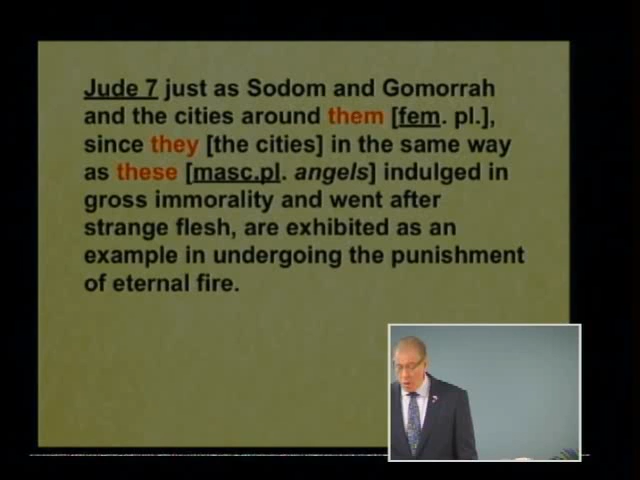 Jude 7 just as Sodom and Gomorrah
and the cities around them [fem. pl.],
since they [the cities] in the same way
as these [masc.pl. angels] indulged in
gross immorality and went after
strange flesh, are exhibited as an
example in undergoing the punishment
of eternal fire.